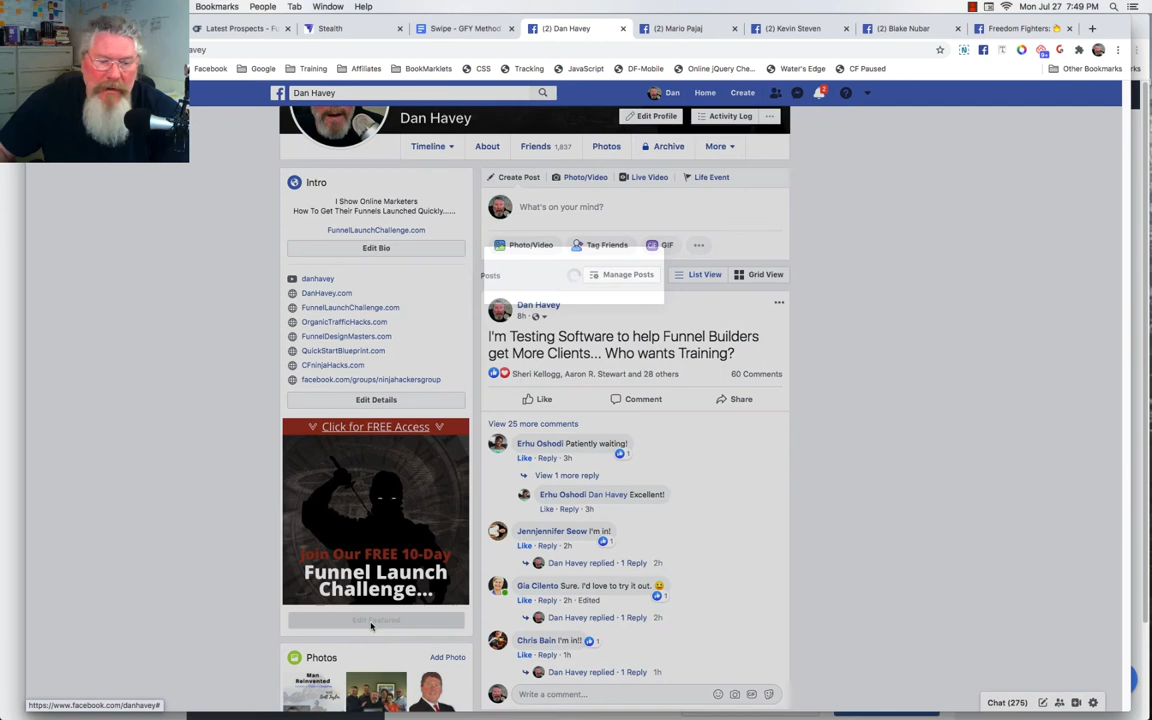 Bookmarks People Tab Window Help
Mon Jul 27 7:49 PM
Latest Prospects - Fo
Stealth
Swipe - GFY Method
(2) Dan Havey
(2) Mario Pajaj
(2) Kevin Steven
(2) Blake Nubar
Freedom Fighters:
avey
Facebook Google Training Affiliates BookMarklets CSS Tracking JavaScript DF-Mobile Online jQuery Che... Water's Edge CF Paused Other Bookmarks
Dan Havey
Dan Home Create 2
Dan Havey
Edit Profile
Activity Log
Timeline About Friends 1,837 Photos Archive More
Intro
I Show Online Marketers
How To Get Their Funnels Launched Quickly......
FunnelLaunchChallenge.com
Edit Bio
danhavey
DanHavey.com
FunnelLaunchChallenge.com
OrganicTrafficHacks.com
FunnelDesignMasters.com
QuickStartBlueprint.com
CFninjaHacks.com
facebook.com/groups/ninjahackersgroup
Edit Details
Click for FREE Access
Join Our FREE 10-Day
Funnel Launch
Challenge...
Edit Featured
Photos Add Photo
Man.
Reinvented
Create Post Photo/Video Live Video Life Event
What's on your mind?
Photo/Video Tag Friends GIF
Posts Manage Posts List View Grid View
Dan Havey
8h
I'm Testing Software to help Funnel Builders
get More Clients... Who wants Training?
Sheri Kellogg, Aaron R. Stewart and 28 others 60 Comments
Like Comment Share
View 25 more comments
Erhu Oshodi Patiently waiting!
1
Like · Reply · 3h
View 1 more reply
Erhu Oshodi Dan Havey Excellent!
Like · Reply · 3h
Jennjennifer Seow I'm in!
1
Like · Reply · 2h
Dan Havey replied · 1 Reply 2h
Gia Cilento Sure. I'd love to try it out.
1
Like · Reply · 2h · Edited
Dan Havey replied · 1 Reply
Chris Bain I'm in!! 1
Like · Reply · 1h
Dan Havey replied · 1 Reply 1h
Write a comment...
GIF
Chat (275)
https://www.facebook.com/danhavey#